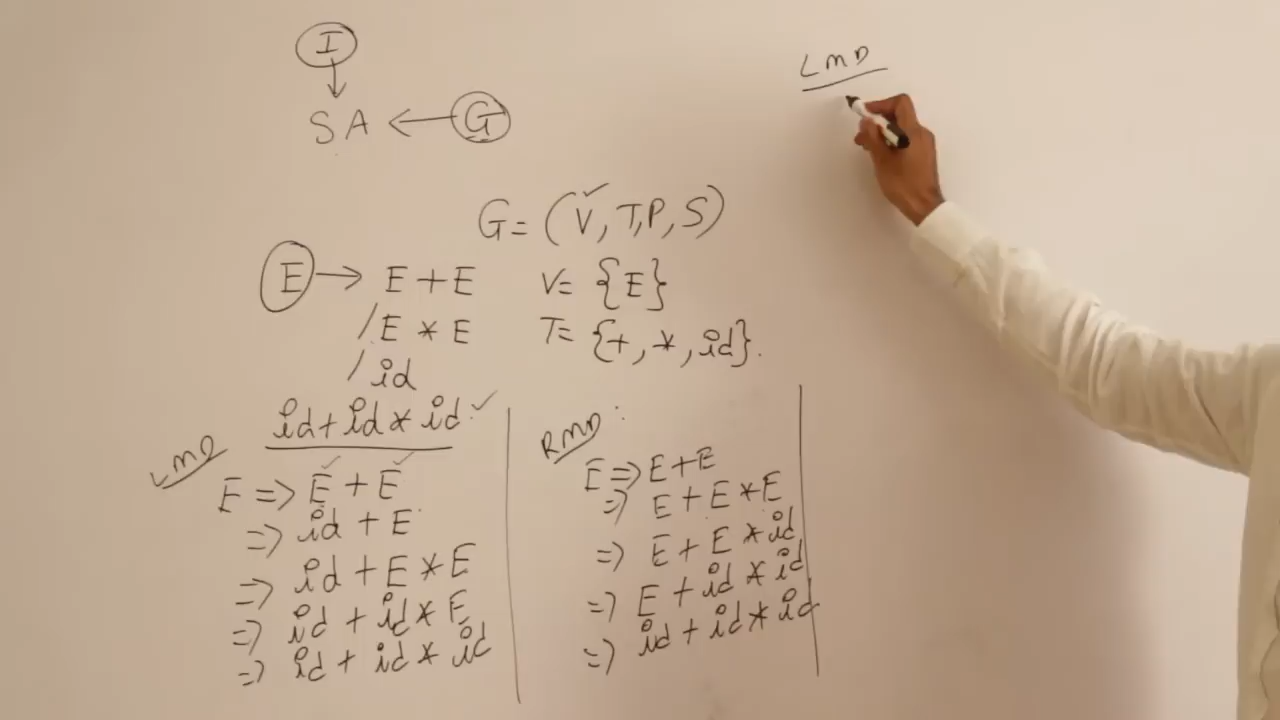 I
SA ← G
G = (V, T, P, S)
E → E + E
/ E * E
/ id
V = {E}
T = {+, *, id}.
id + id * id
LMD
E => E + E
=> id + E
=> id + E * E
=> id + id * E
=> id + id * id
RMD :
E => E + E
=> E + E * E
=> E + E * id
=> E + id * id
=> id + id * id
LMD